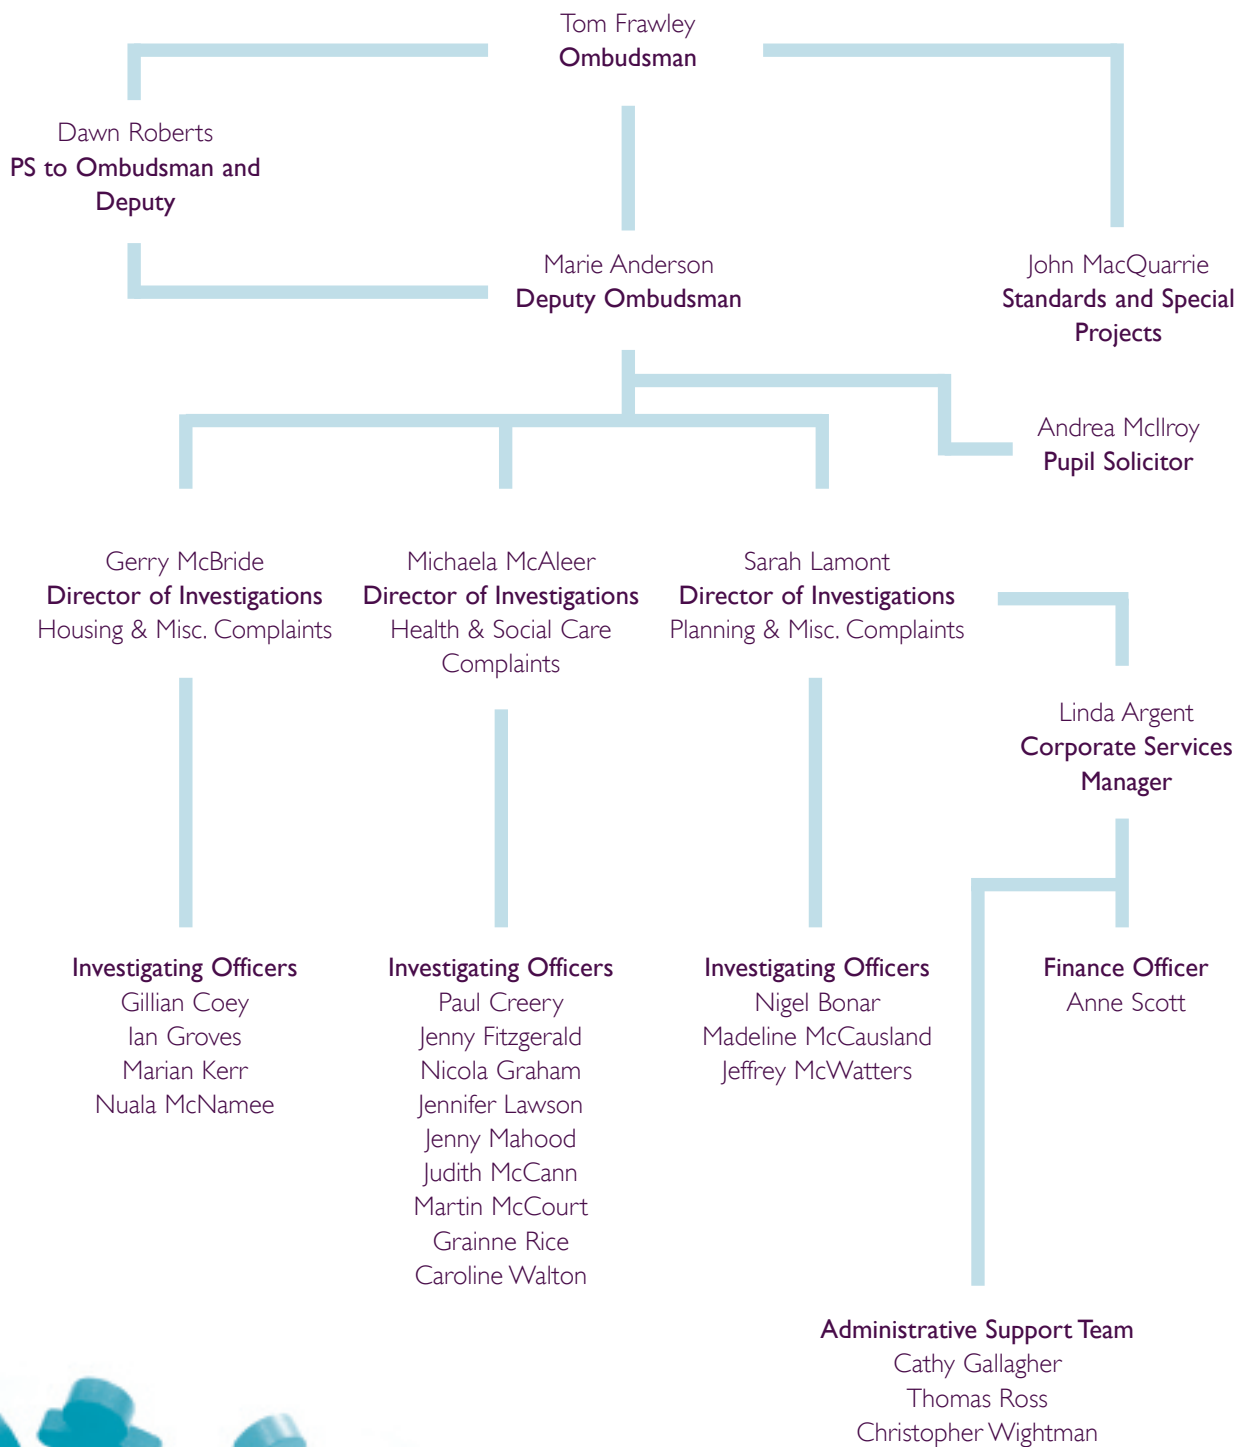 Tom Frawley
Ombudsman
Dawn Roberts
PS to Ombudsman and
Deputy
Marie Anderson
Deputy Ombudsman
John MacQuarrie
Standards and Special
Projects
Andrea McIlroy
Pupil Solicitor
Gerry McBride
Director of Investigations
Housing & Misc. Complaints
Michaela McAleer
Director of Investigations
Health & Social Care
Complaints
Sarah Lamont
Director of Investigations
Planning & Misc. Complaints
Linda Argent
Corporate Services
Manager
Investigating Officers
Gillian Coey
Ian Groves
Marian Kerr
Nuala McNamee
Investigating Officers
Paul Creery
Jenny Fitzgerald
Nicola Graham
Jennifer Lawson
Jenny Mahood
Judith McCann
Martin McCourt
Grainne Rice
Caroline Walton
Investigating Officers
Nigel Bonar
Madeline McCausland
Jeffrey McWatters
Finance Officer
Anne Scott
Administrative Support Team
Cathy Gallagher
Thomas Ross
Christopher Wightman